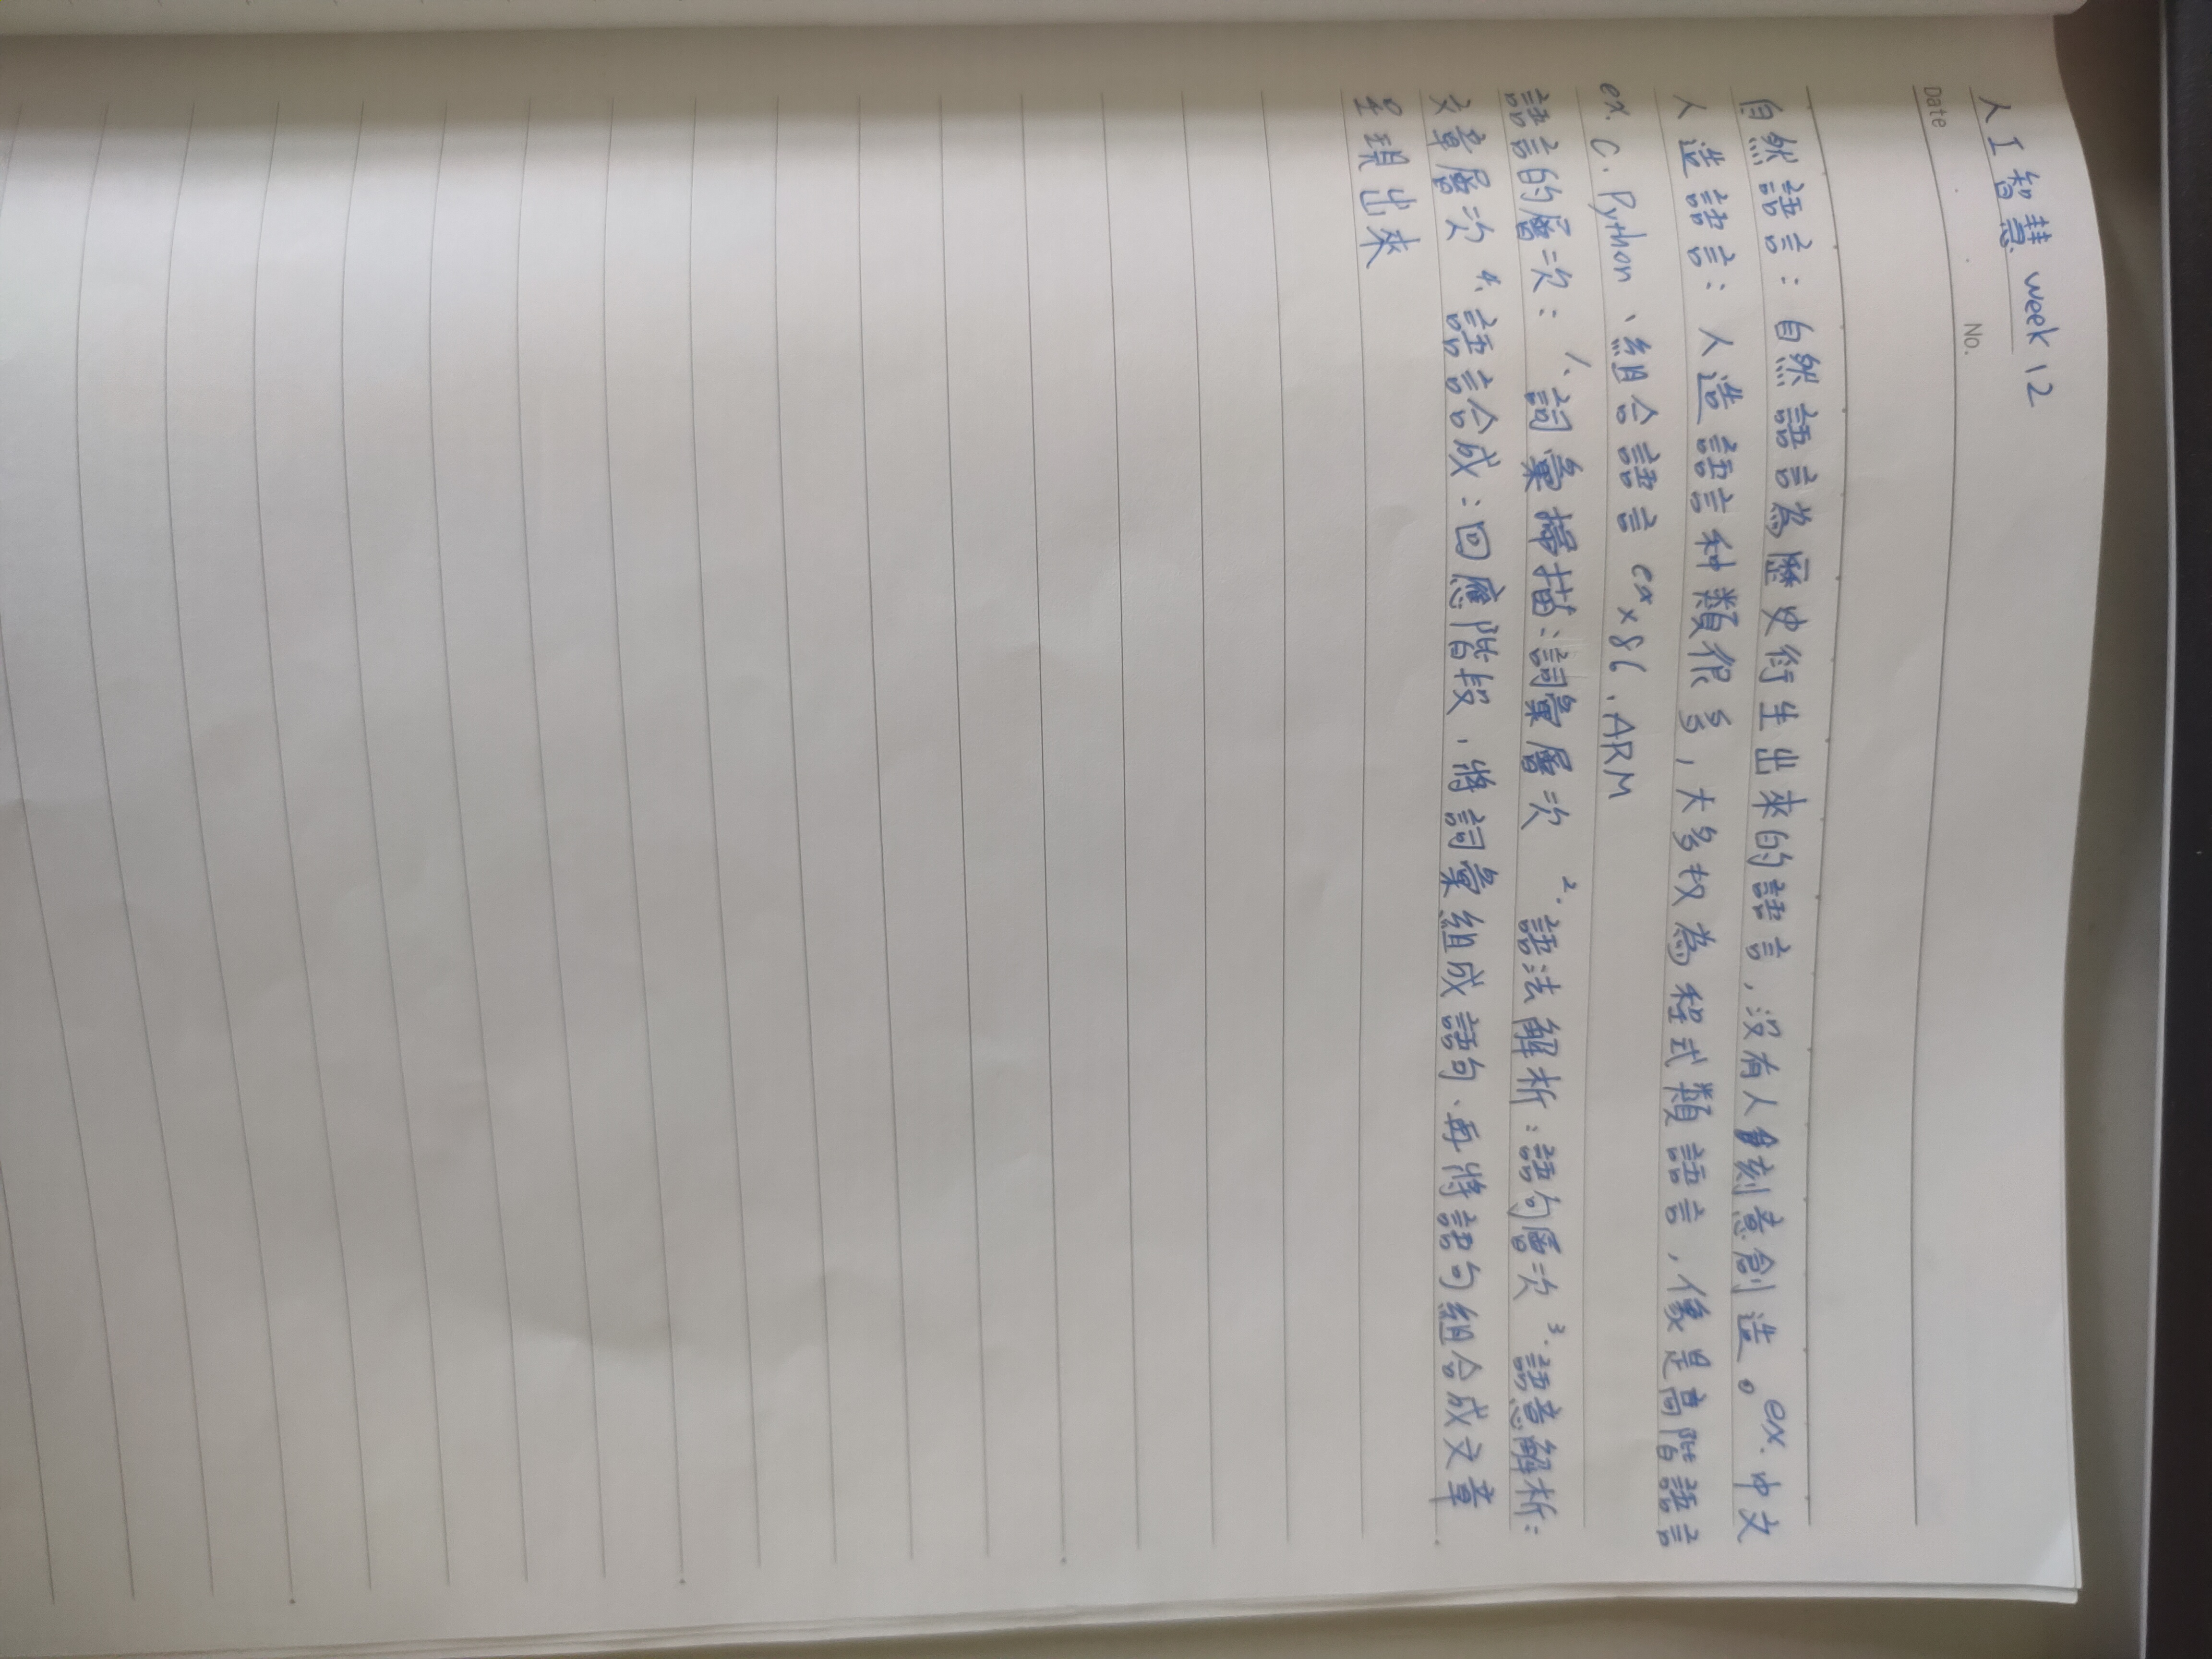 人工智慧 week 12
No.
Date
自然語言：自然語言為歷史衍生出來的語言，沒有人刻意創造。ex. 中文
人造語言：人造語言种類很多，大多奴為程式類語言，像是高階語言
ex. C. Python、組合語言 ex x86、ARM
語言的層次：1. 詞彙掃描：詞彙層次 2. 語法解析：語句層次 3. 語意解析：
文章層次 4. 語言合成：回應階段，將詞彙組成語句、再將語句組合成文章
呈現出來